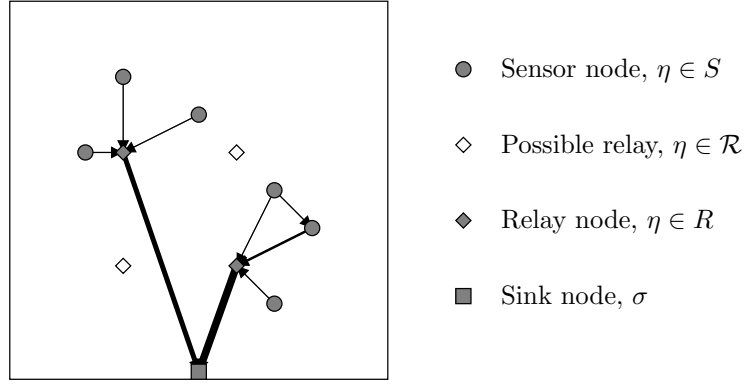 Sensor node, η ∈ S
Possible relay, η ∈ ℛ
Relay node, η ∈ R
Sink node, σ